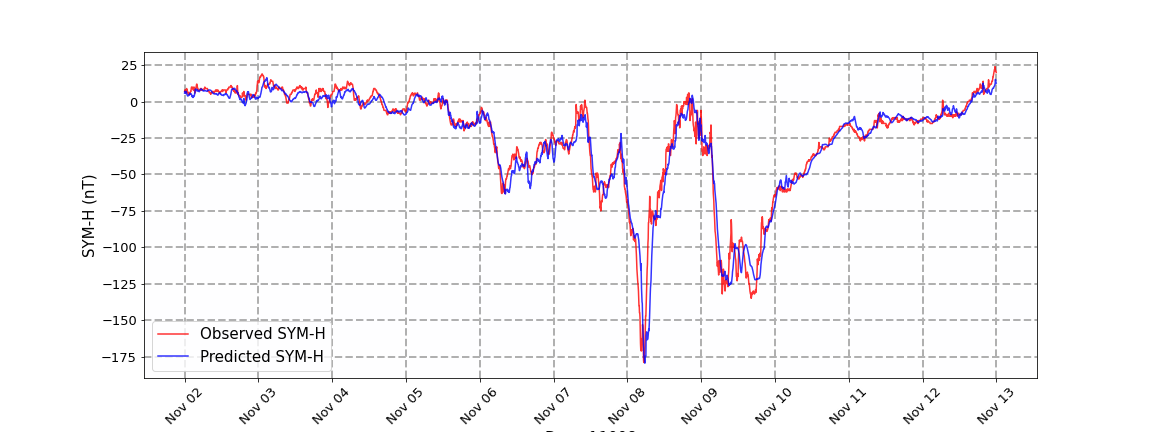 25
0
−25
−50
−75
−100
−125
−150
−175
SYM-H (nT)
Observed SYM-H
Predicted SYM-H
Nov 02
Nov 03
Nov 04
Nov 05
Nov 06
Nov 07
Nov 08
Nov 09
Nov 10
Nov 11
Nov 12
Nov 13